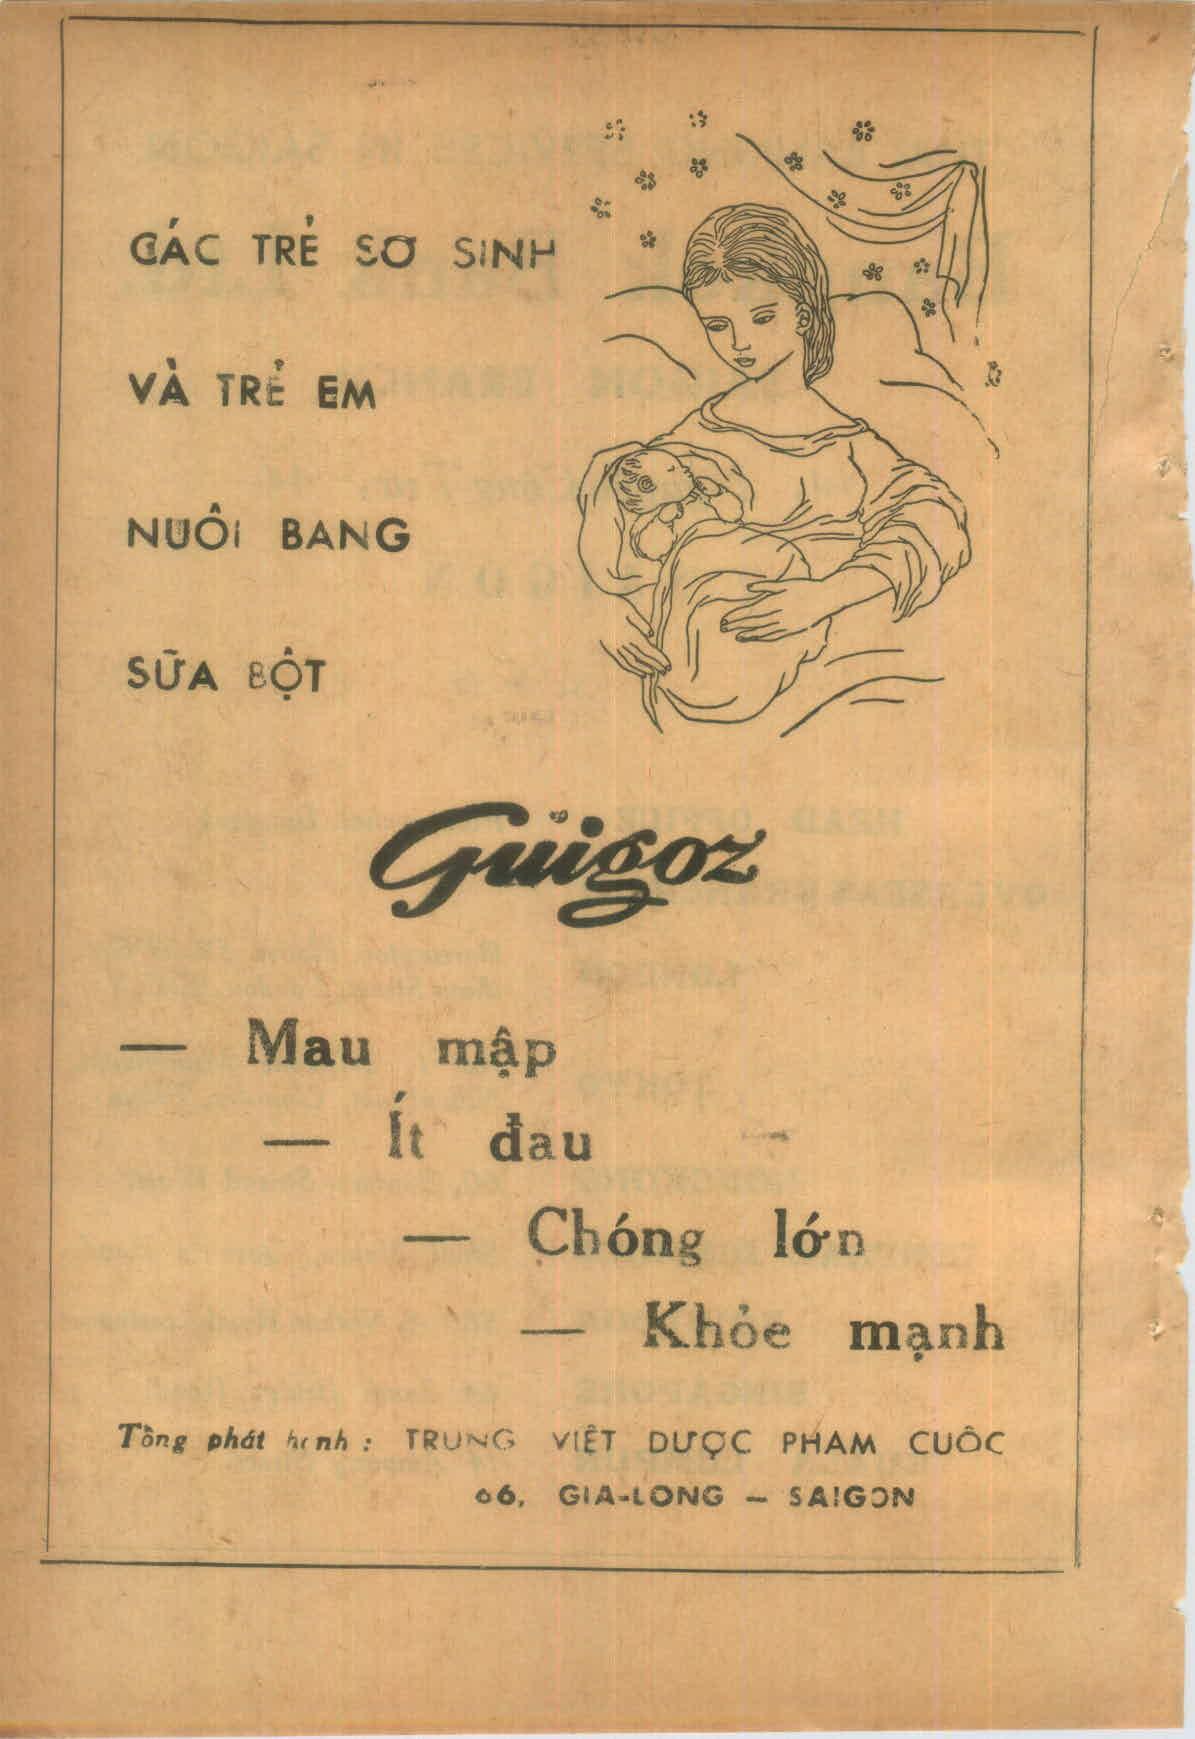 CÁC TRẺ SƠ SINH
VÀ TRẺ EM
NUÔI BANG
SỮA BỘT
Guigoz
— Mau mập
— Ít đau
— Chóng lớn
— Khỏe mạnh
Tổng phát hành : TRUNG VIỆT DƯỢC PHAM CUÔC
66, GIA-LONG — SAIGON